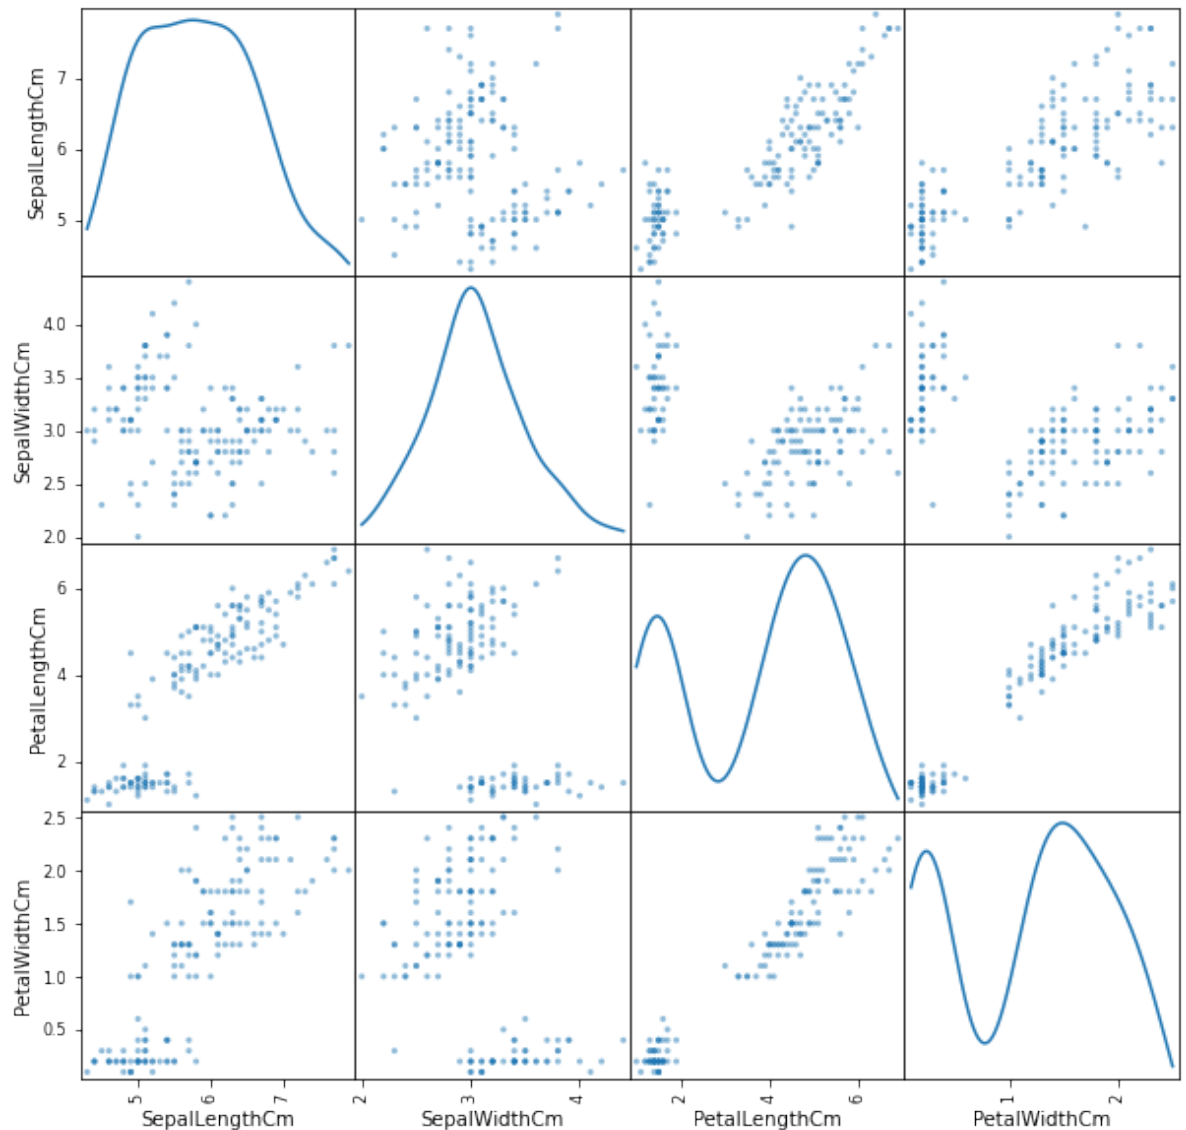 SepalLengthCm
7
6
5
SepalWidthCm
4.0
3.5
3.0
2.5
2.0
PetalLengthCm
6
4
2
PetalWidthCm
2.5
2.0
1.5
1.0
0.5
5 6 7 2 3 4 2 4 6 1 2
SepalLengthCm SepalWidthCm PetalLengthCm PetalWidthCm